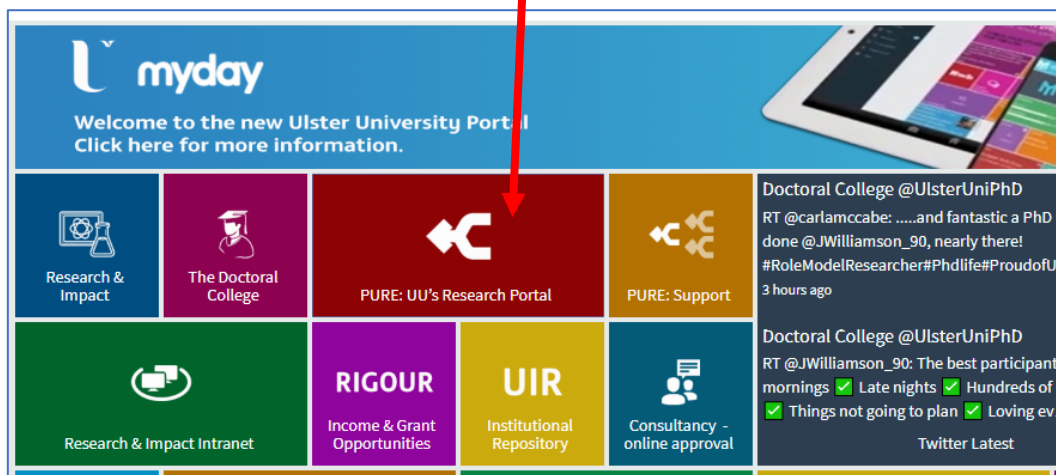 myday
Welcome to the new Ulster University Portal
Click here for more information.
Research &
Impact
The Doctoral
College
PURE: UU's Research Portal
PURE: Support
Doctoral College @UlsterUniPhD
RT @carlamccabe: .....and fantastic a PhD
done @JWilliamson_90, nearly there!
#RoleModelResearcher#Phdlife#ProudofU
3 hours ago
Research & Impact Intranet
RIGOUR
Income & Grant
Opportunities
UIR
Institutional
Repository
Consultancy -
online approval
Doctoral College @UlsterUniPhD
RT @JWilliamson_90: The best participant
mornings ✅ Late nights ✅ Hundreds of
✅ Things not going to plan ✅ Loving ev
Twitter Latest